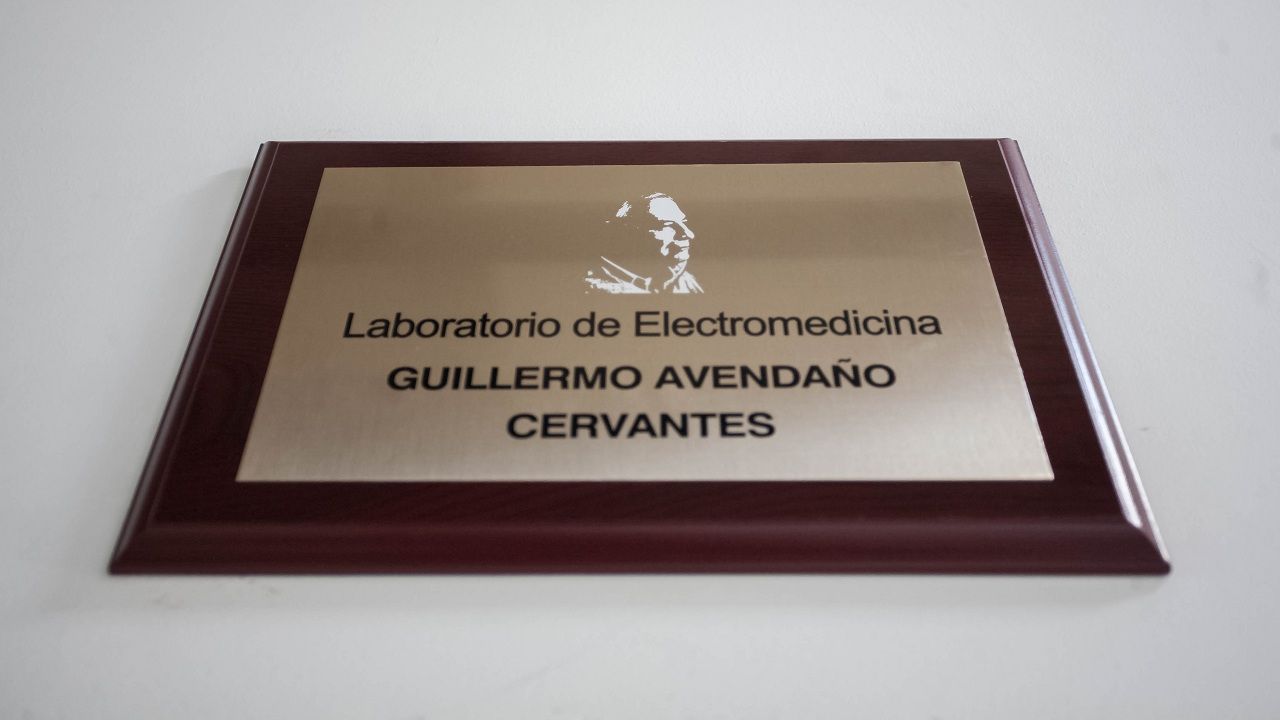 Laboratorio de Electromedicina
GUILLERMO AVENDAÑO
CERVANTES